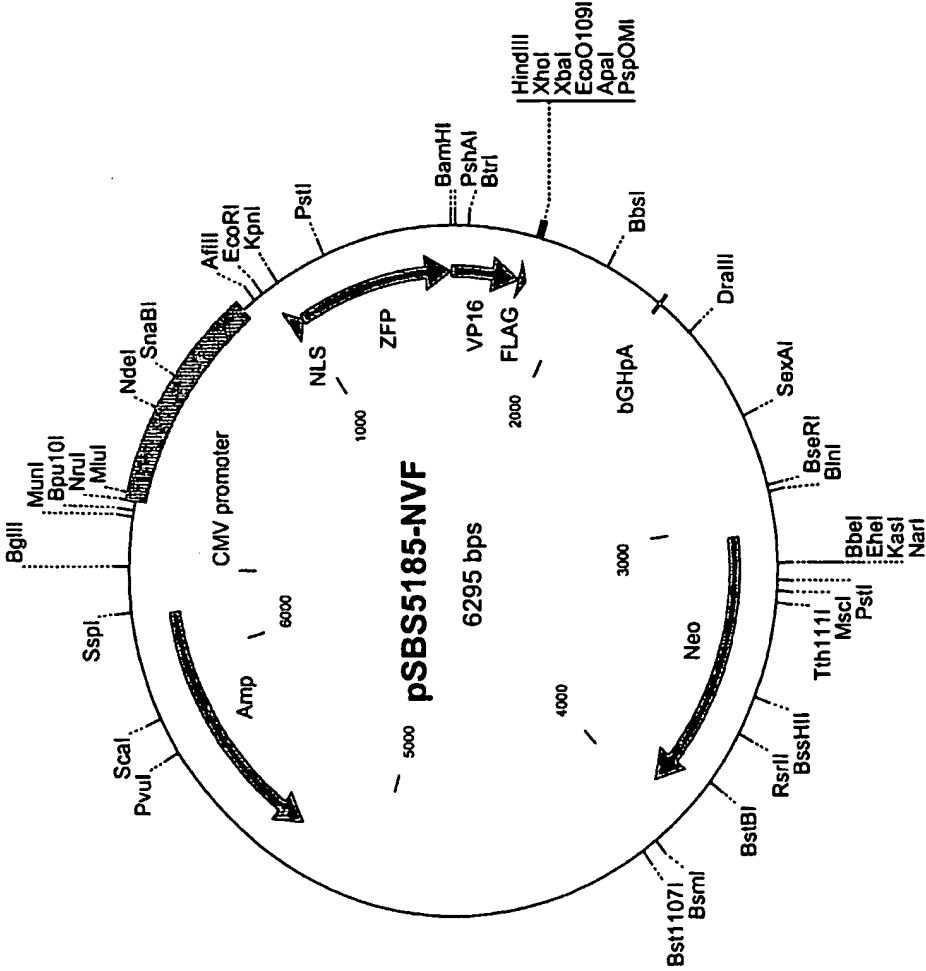 HindIII
XhoI
XbaI
EcoO109I
ApaI
PspOMI
BamHI
PshAI
BtrI
BbsI
DraIII
SexAI
BseRI
BlnI
BbeI
EheI
KasI
NarI
PstI
MscI
Tth111I
BssHII
RsrII
BstBI
BsmI
Bst1107I
PvuI
ScaI
SspI
BglII
MunI
Bpu10I
NruI
MluI
NdeI
SnaBI
AflII
EcoRI
KpnI
PstI
CMV promoter
NLS
ZFP
VP16
FLAG
bGHpA
Neo
Amp
1000
2000
3000
4000
5000
6000
pSBS5185-NVF
6295 bps